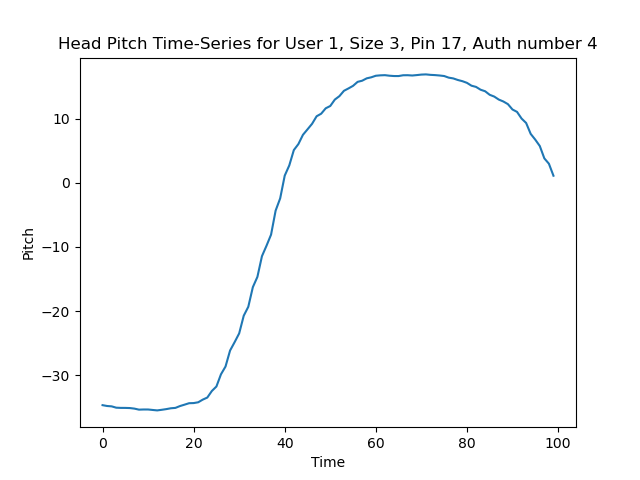 Head Pitch Time-Series for User 1, Size 3, Pin 17, Auth number 4
10
0
−10
−20
−30
Pitch
0 20 40 60 80 100
Time